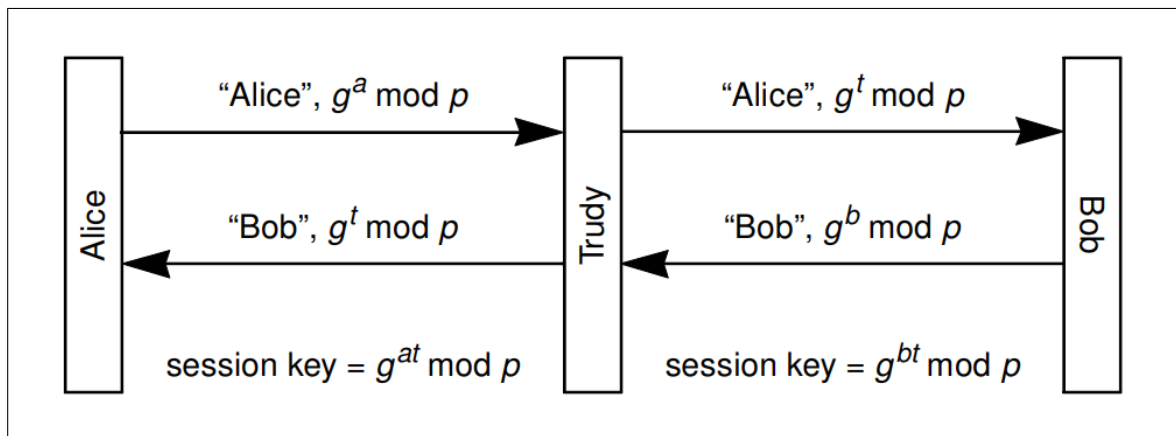 “Alice”, g^a mod p
“Alice”, g^t mod p
Alice
Trudy
Bob
“Bob”, g^t mod p
“Bob”, g^b mod p
session key = g^at mod p
session key = g^bt mod p